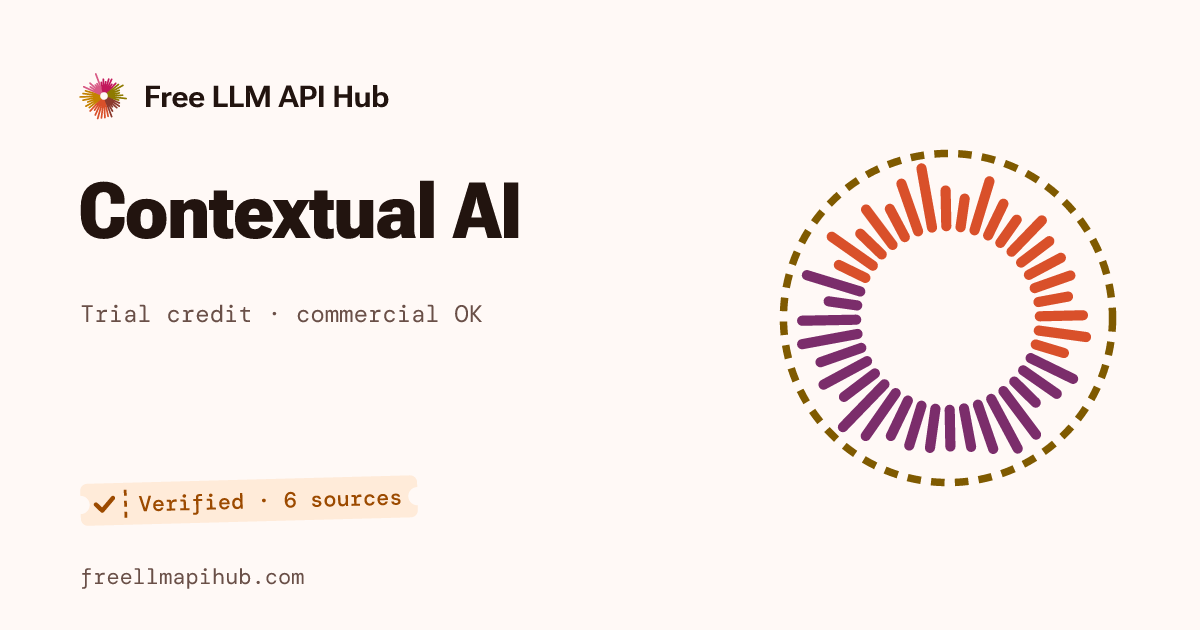 Free LLM API Hub
Contextual AI
Trial credit · commercial OK
Verified · 6 sources
freellmapihub.com